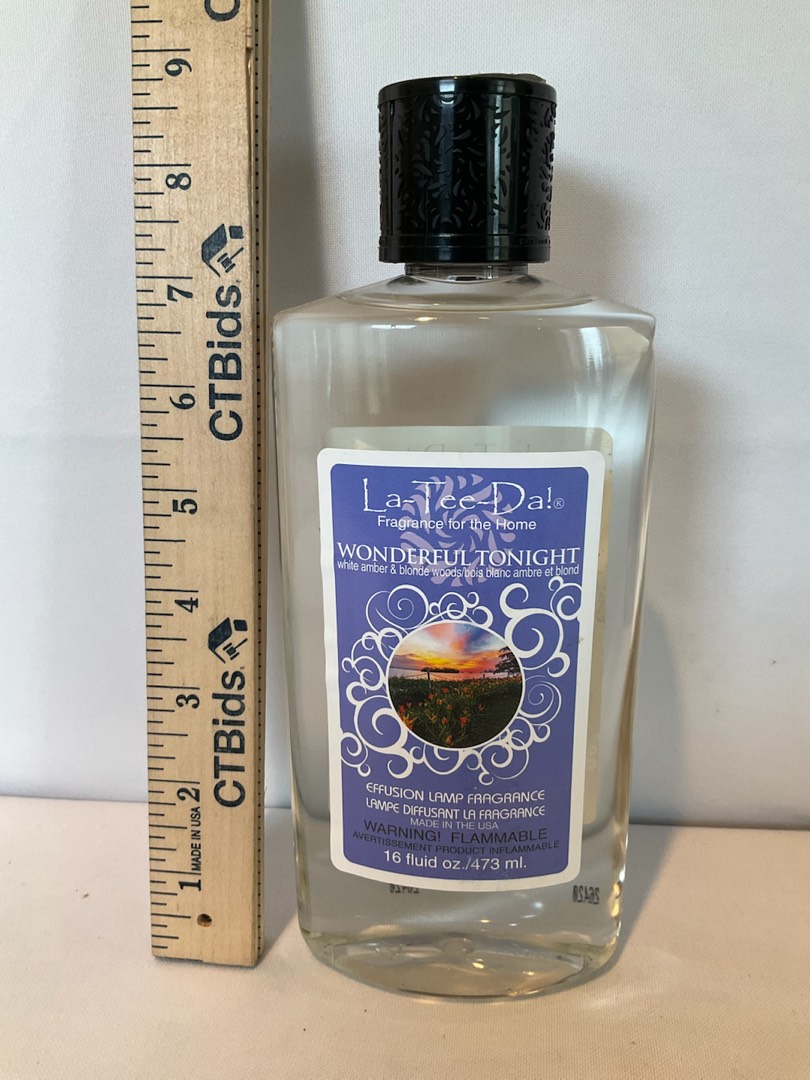 9
8
7
6
5
4
3
2
1
CTBids
CTBids
MADE IN USA
La-Tee-Da!®
Fragrance for the Home
WONDERFUL TONIGHT
white amber & blonde woods/bois blanc ambre et blond
EFFUSION LAMP FRAGRANCE
LAMPE DIFFUSANT LA FRAGRANCE
MADE IN THE USA
WARNING! FLAMMABLE
AVERTISSEMENT PRODUCT INFLAMMABLE
16 fluid oz./473 ml.